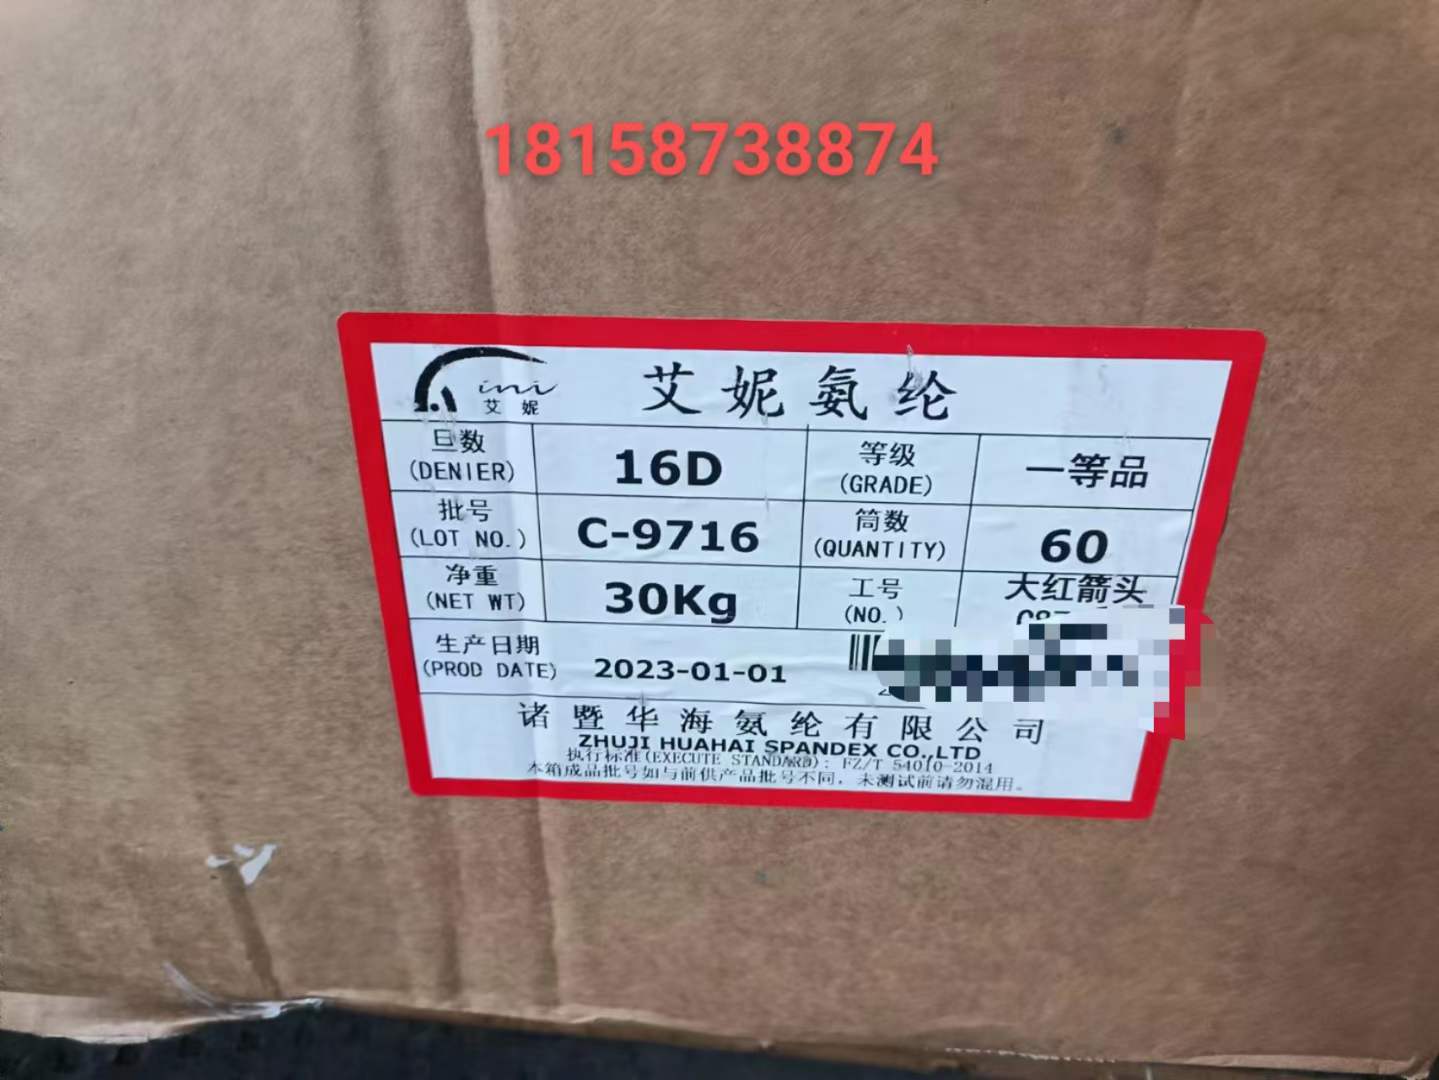 18158738874
ini
艾妮
艾妮氨纶
旦数
(DENIER)
16D
等级
(GRADE)
一等品
批号
(LOT NO.)
C-9716
筒数
(QUANTITY)
60
净重
(NET WT)
30Kg
工号
(NO.)
大红箭头
生产日期
(PROD DATE)
2023-01-01
诸暨华海氨纶有限公司
ZHUJI HUAHAI SPANDEX CO.,LTD
执行标准(EXECUTE STANDARD): FZ/T 54010-2014
本箱成品批号如与前供产品批号不同，未测试前请勿混用。